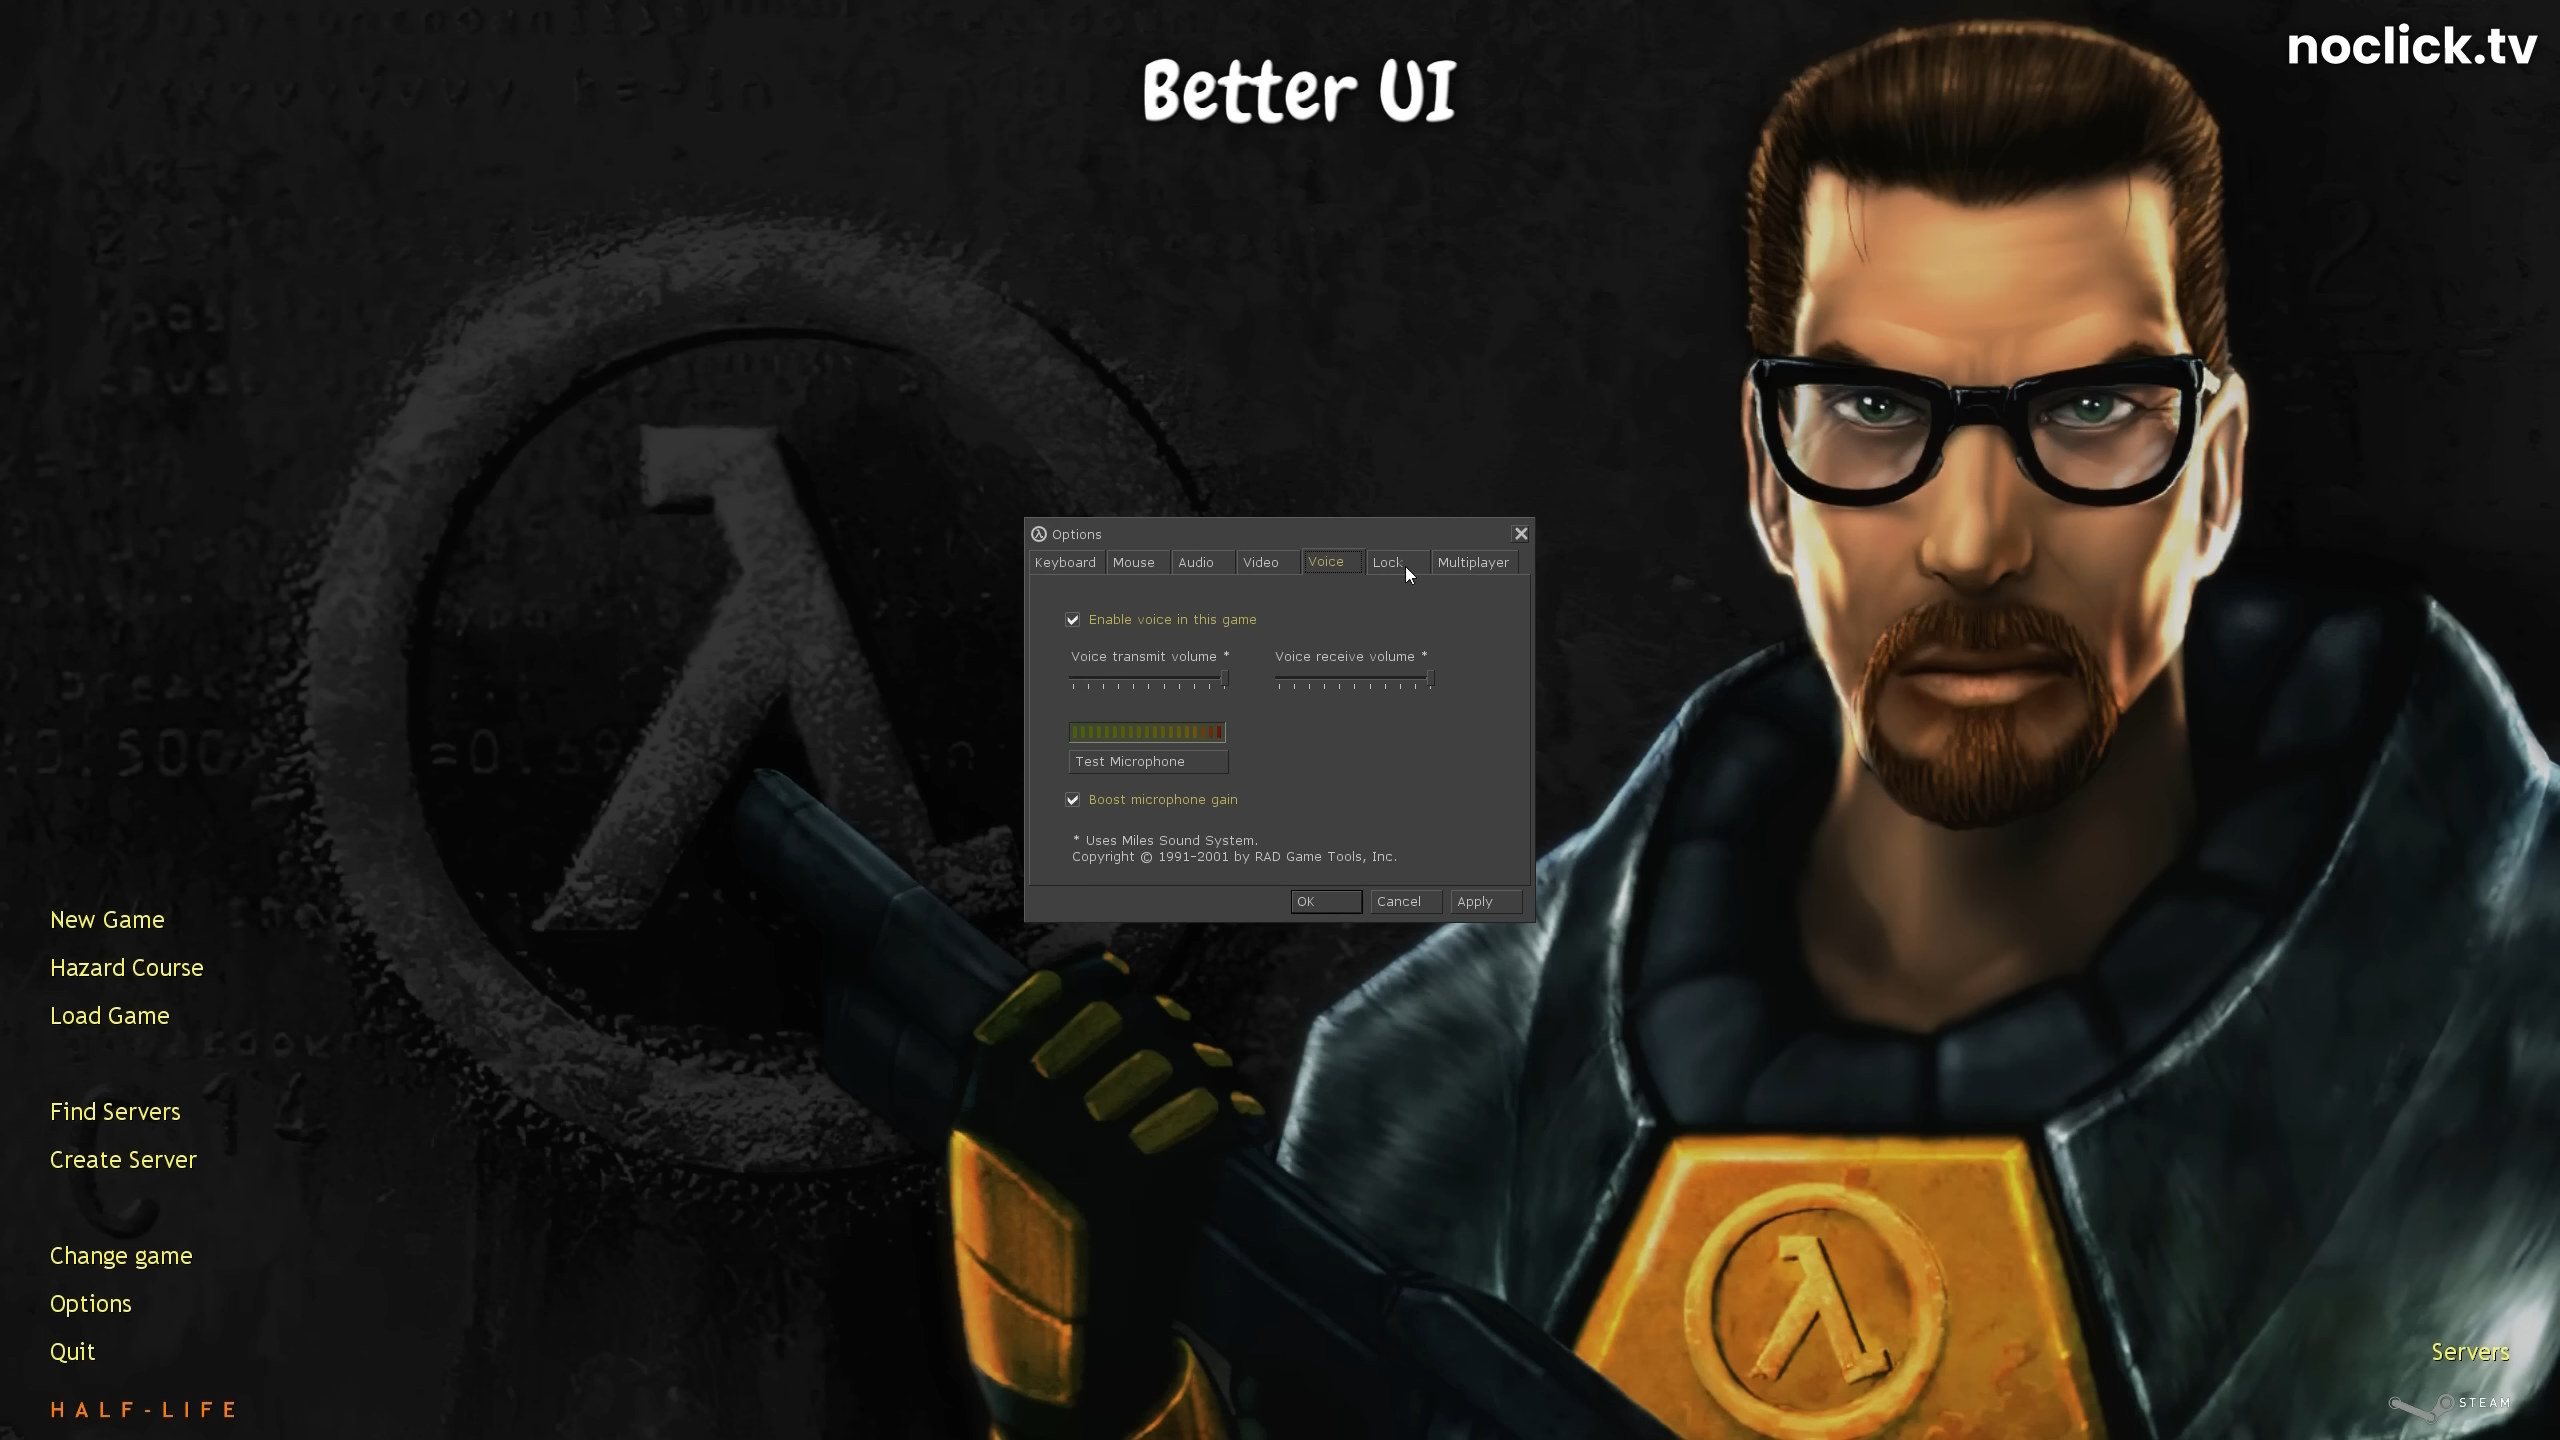 Better UI
noclick.tv
Options
Keyboard
Mouse
Audio
Video
Voice
Lock
Multiplayer
Enable voice in this game
Voice transmit volume *
Voice receive volume *
Test Microphone
Boost microphone gain
* Uses Miles Sound System.
Copyright © 1991-2001 by RAD Game Tools, Inc.
OK
Cancel
Apply
New Game
Hazard Course
Load Game
Find Servers
Create Server
Change game
Options
Quit
HALF-LIFE
Servers
STEAM